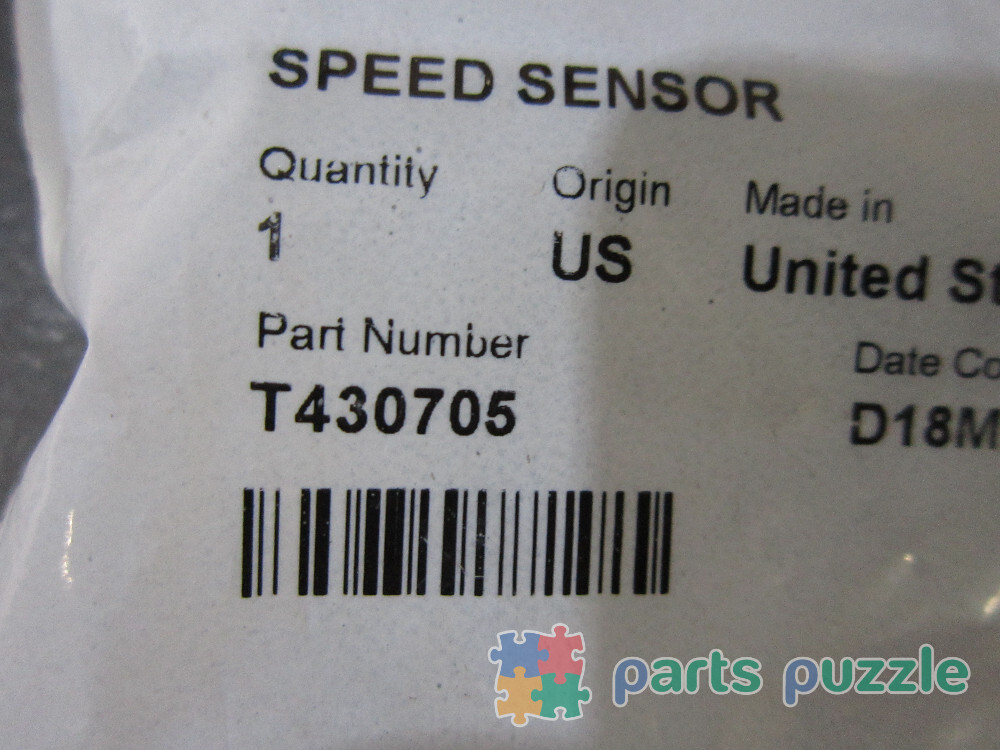 SPEED SENSOR
Quantity Origin Made in
1 US United St
Part Number Date Co
T430705 D18M
parts puzzle